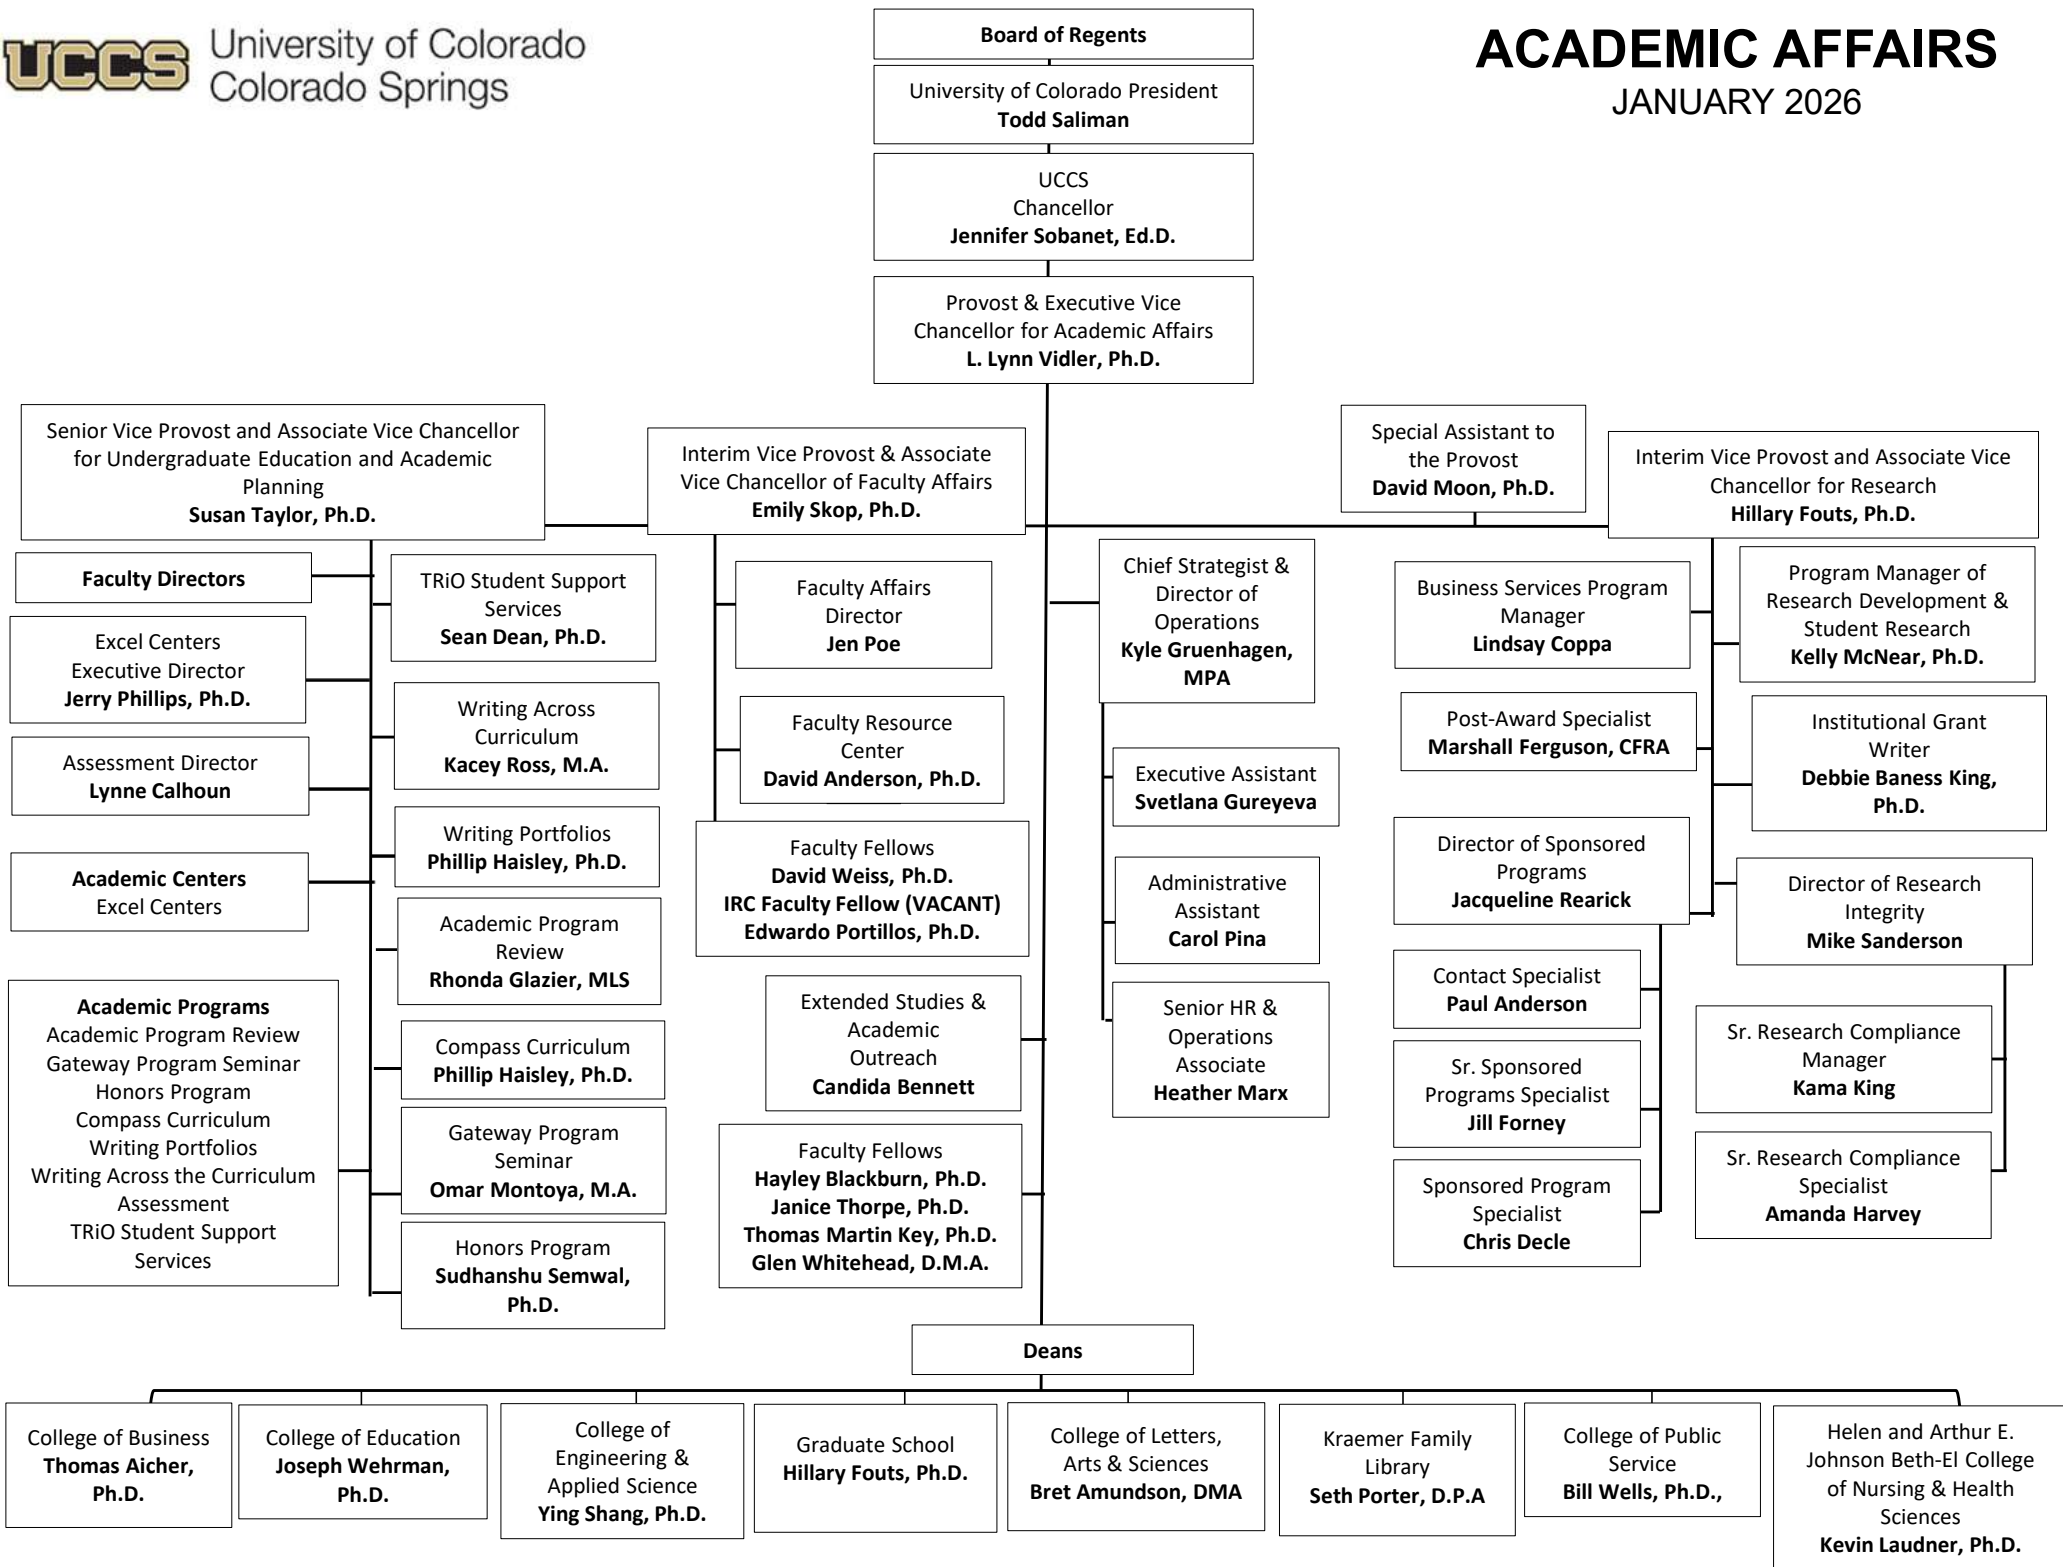 UCCS
University of Colorado
Colorado Springs
ACADEMIC AFFAIRS
JANUARY 2026
Board of Regents
University of Colorado President
Todd Saliman
UCCS
Chancellor
Jennifer Sobanet, Ed.D.
Provost & Executive Vice
Chancellor for Academic Affairs
L. Lynn Vidler, Ph.D.
Senior Vice Provost and Associate Vice Chancellor
for Undergraduate Education and Academic
Planning
Susan Taylor, Ph.D.
Interim Vice Provost & Associate
Vice Chancellor of Faculty Affairs
Emily Skop, Ph.D.
Special Assistant to
the Provost
David Moon, Ph.D.
Interim Vice Provost and Associate Vice
Chancellor for Research
Hillary Fouts, Ph.D.
Faculty Directors
Excel Centers
Executive Director
Jerry Phillips, Ph.D.
Assessment Director
Lynne Calhoun
Academic Centers
Excel Centers
Academic Programs
Academic Program Review
Gateway Program Seminar
Honors Program
Compass Curriculum
Writing Portfolios
Writing Across the Curriculum
Assessment
TRiO Student Support
Services
TRiO Student Support
Services
Sean Dean, Ph.D.
Writing Across
Curriculum
Kacey Ross, M.A.
Writing Portfolios
Phillip Haisley, Ph.D.
Academic Program
Review
Rhonda Glazier, MLS
Compass Curriculum
Phillip Haisley, Ph.D.
Gateway Program
Seminar
Omar Montoya, M.A.
Honors Program
Sudhanshu Semwal,
Ph.D.
Faculty Affairs
Director
Jen Poe
Faculty Resource
Center
David Anderson, Ph.D.
Faculty Fellows
David Weiss, Ph.D.
IRC Faculty Fellow (VACANT)
Edwardo Portillos, Ph.D.
Extended Studies &
Academic
Outreach
Candida Bennett
Faculty Fellows
Hayley Blackburn, Ph.D.
Janice Thorpe, Ph.D.
Thomas Martin Key, Ph.D.
Glen Whitehead, D.M.A.
Chief Strategist &
Director of
Operations
Kyle Gruenhagen,
MPA
Executive Assistant
Svetlana Gureyeva
Administrative
Assistant
Carol Pina
Senior HR &
Operations
Associate
Heather Marx
Business Services Program
Manager
Lindsay Coppa
Post-Award Specialist
Marshall Ferguson, CFRA
Director of Sponsored
Programs
Jacqueline Rearick
Contact Specialist
Paul Anderson
Sr. Sponsored
Programs Specialist
Jill Forney
Sponsored Program
Specialist
Chris Decle
Program Manager of
Research Development &
Student Research
Kelly McNear, Ph.D.
Institutional Grant
Writer
Debbie Baness King,
Ph.D.
Director of Research
Integrity
Mike Sanderson
Sr. Research Compliance
Manager
Kama King
Sr. Research Compliance
Specialist
Amanda Harvey
Deans
College of Business
Thomas Aicher,
Ph.D.
College of Education
Joseph Wehrman,
Ph.D.
College of
Engineering &
Applied Science
Ying Shang, Ph.D.
Graduate School
Hillary Fouts, Ph.D.
College of Letters,
Arts & Sciences
Bret Amundson, DMA
Kraemer Family
Library
Seth Porter, D.P.A
College of Public
Service
Bill Wells, Ph.D.,
Helen and Arthur E.
Johnson Beth-El College
of Nursing & Health
Sciences
Kevin Laudner, Ph.D.